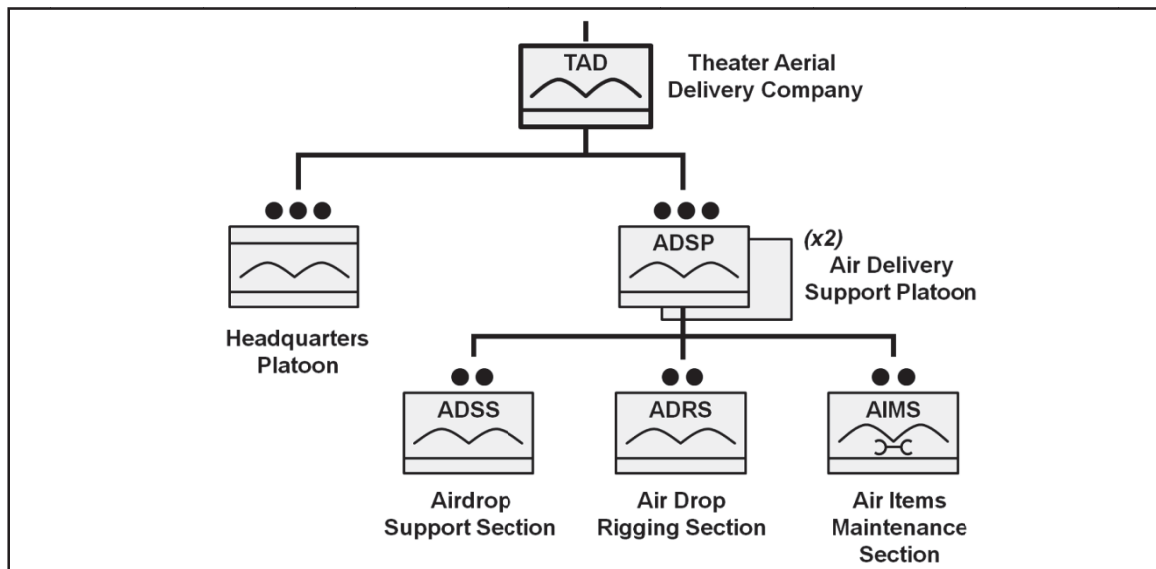 TAD
Theater Aerial
Delivery Company
ADSP
(x2)
Air Delivery
Support Platoon
Headquarters
Platoon
ADSS
ADRS
AIMS
Airdrop
Support Section
Air Drop
Rigging Section
Air Items
Maintenance
Section